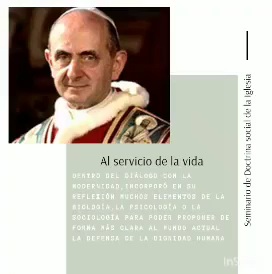 Seminario de Doctrina social de la Iglesia
Al servicio de la vida
DENTRO DEL DIÁLOGO CON LA
MODERNIDAD, INCORPORÓ EN SU
REFLEXIÓN MUCHOS ELEMENTOS DE LA
BIOLOGÍA, LA PSICOLOGÍA O LA
SOCIOLOGÍA PARA PODER PROPONER DE
FORMA MÁS CLARA AL MUNDO ACTUAL
LA DEFENSA DE LA DIGNIDAD HUMANA